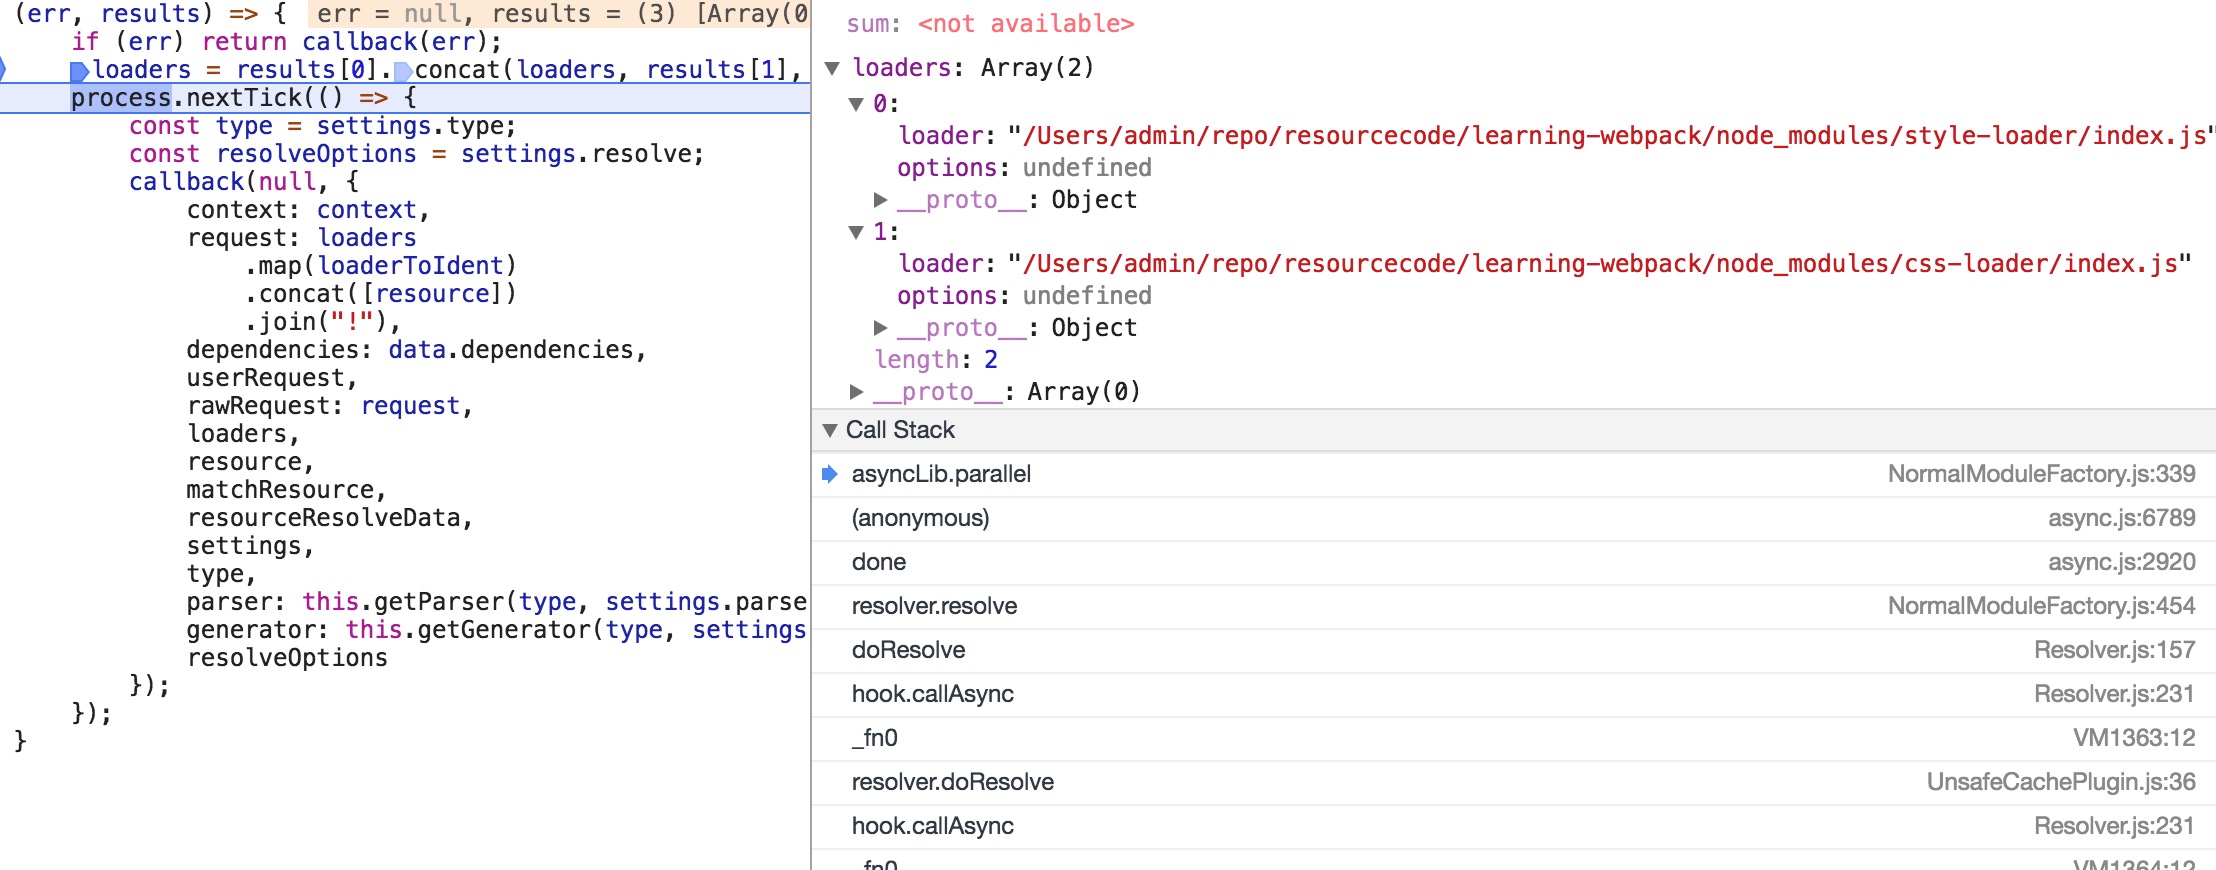 (err, results) => { err = null, results = (3) [Array(0
if (err) return callback(err);
loaders = results[0].concat(loaders, results[1],
process.nextTick(() => {
const type = settings.type;
const resolveOptions = settings.resolve;
callback(null, {
context: context,
request: loaders
.map(loaderToIdent)
.concat([resource])
.join("!"),
dependencies: data.dependencies,
userRequest,
rawRequest: request,
loaders,
resource,
matchResource,
resourceResolveData,
settings,
type,
parser: this.getParser(type, settings.parse
generator: this.getGenerator(type, settings
resolveOptions
});
});
}
sum: <not available>
▼ loaders: Array(2)
▼ 0:
loader: "/Users/admin/repo/resourcecode/learning-webpack/node_modules/style-loader/index.js"
options: undefined
▶ __proto__: Object
▼ 1:
loader: "/Users/admin/repo/resourcecode/learning-webpack/node_modules/css-loader/index.js"
options: undefined
▶ __proto__: Object
length: 2
▶ __proto__: Array(0)
▼ Call Stack
asyncLib.parallel NormalModuleFactory.js:339
(anonymous) async.js:6789
done async.js:2920
resolver.resolve NormalModuleFactory.js:454
doResolve Resolver.js:157
hook.callAsync Resolver.js:231
_fn0 VM1363:12
resolver.doResolve UnsafeCachePlugin.js:36
hook.callAsync Resolver.js:231
_fn0 VM1364:12